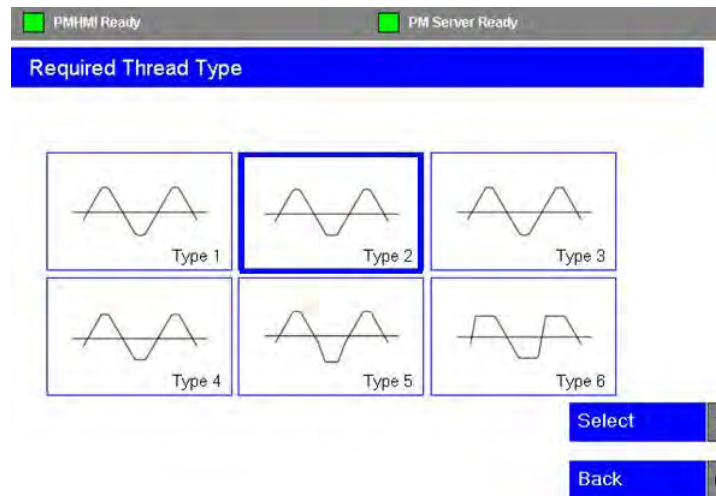 PMHMI Ready PM Server Ready
Required Thread Type
Type 1 Type 2 Type 3
Type 4 Type 5 Type 6
Select
Back